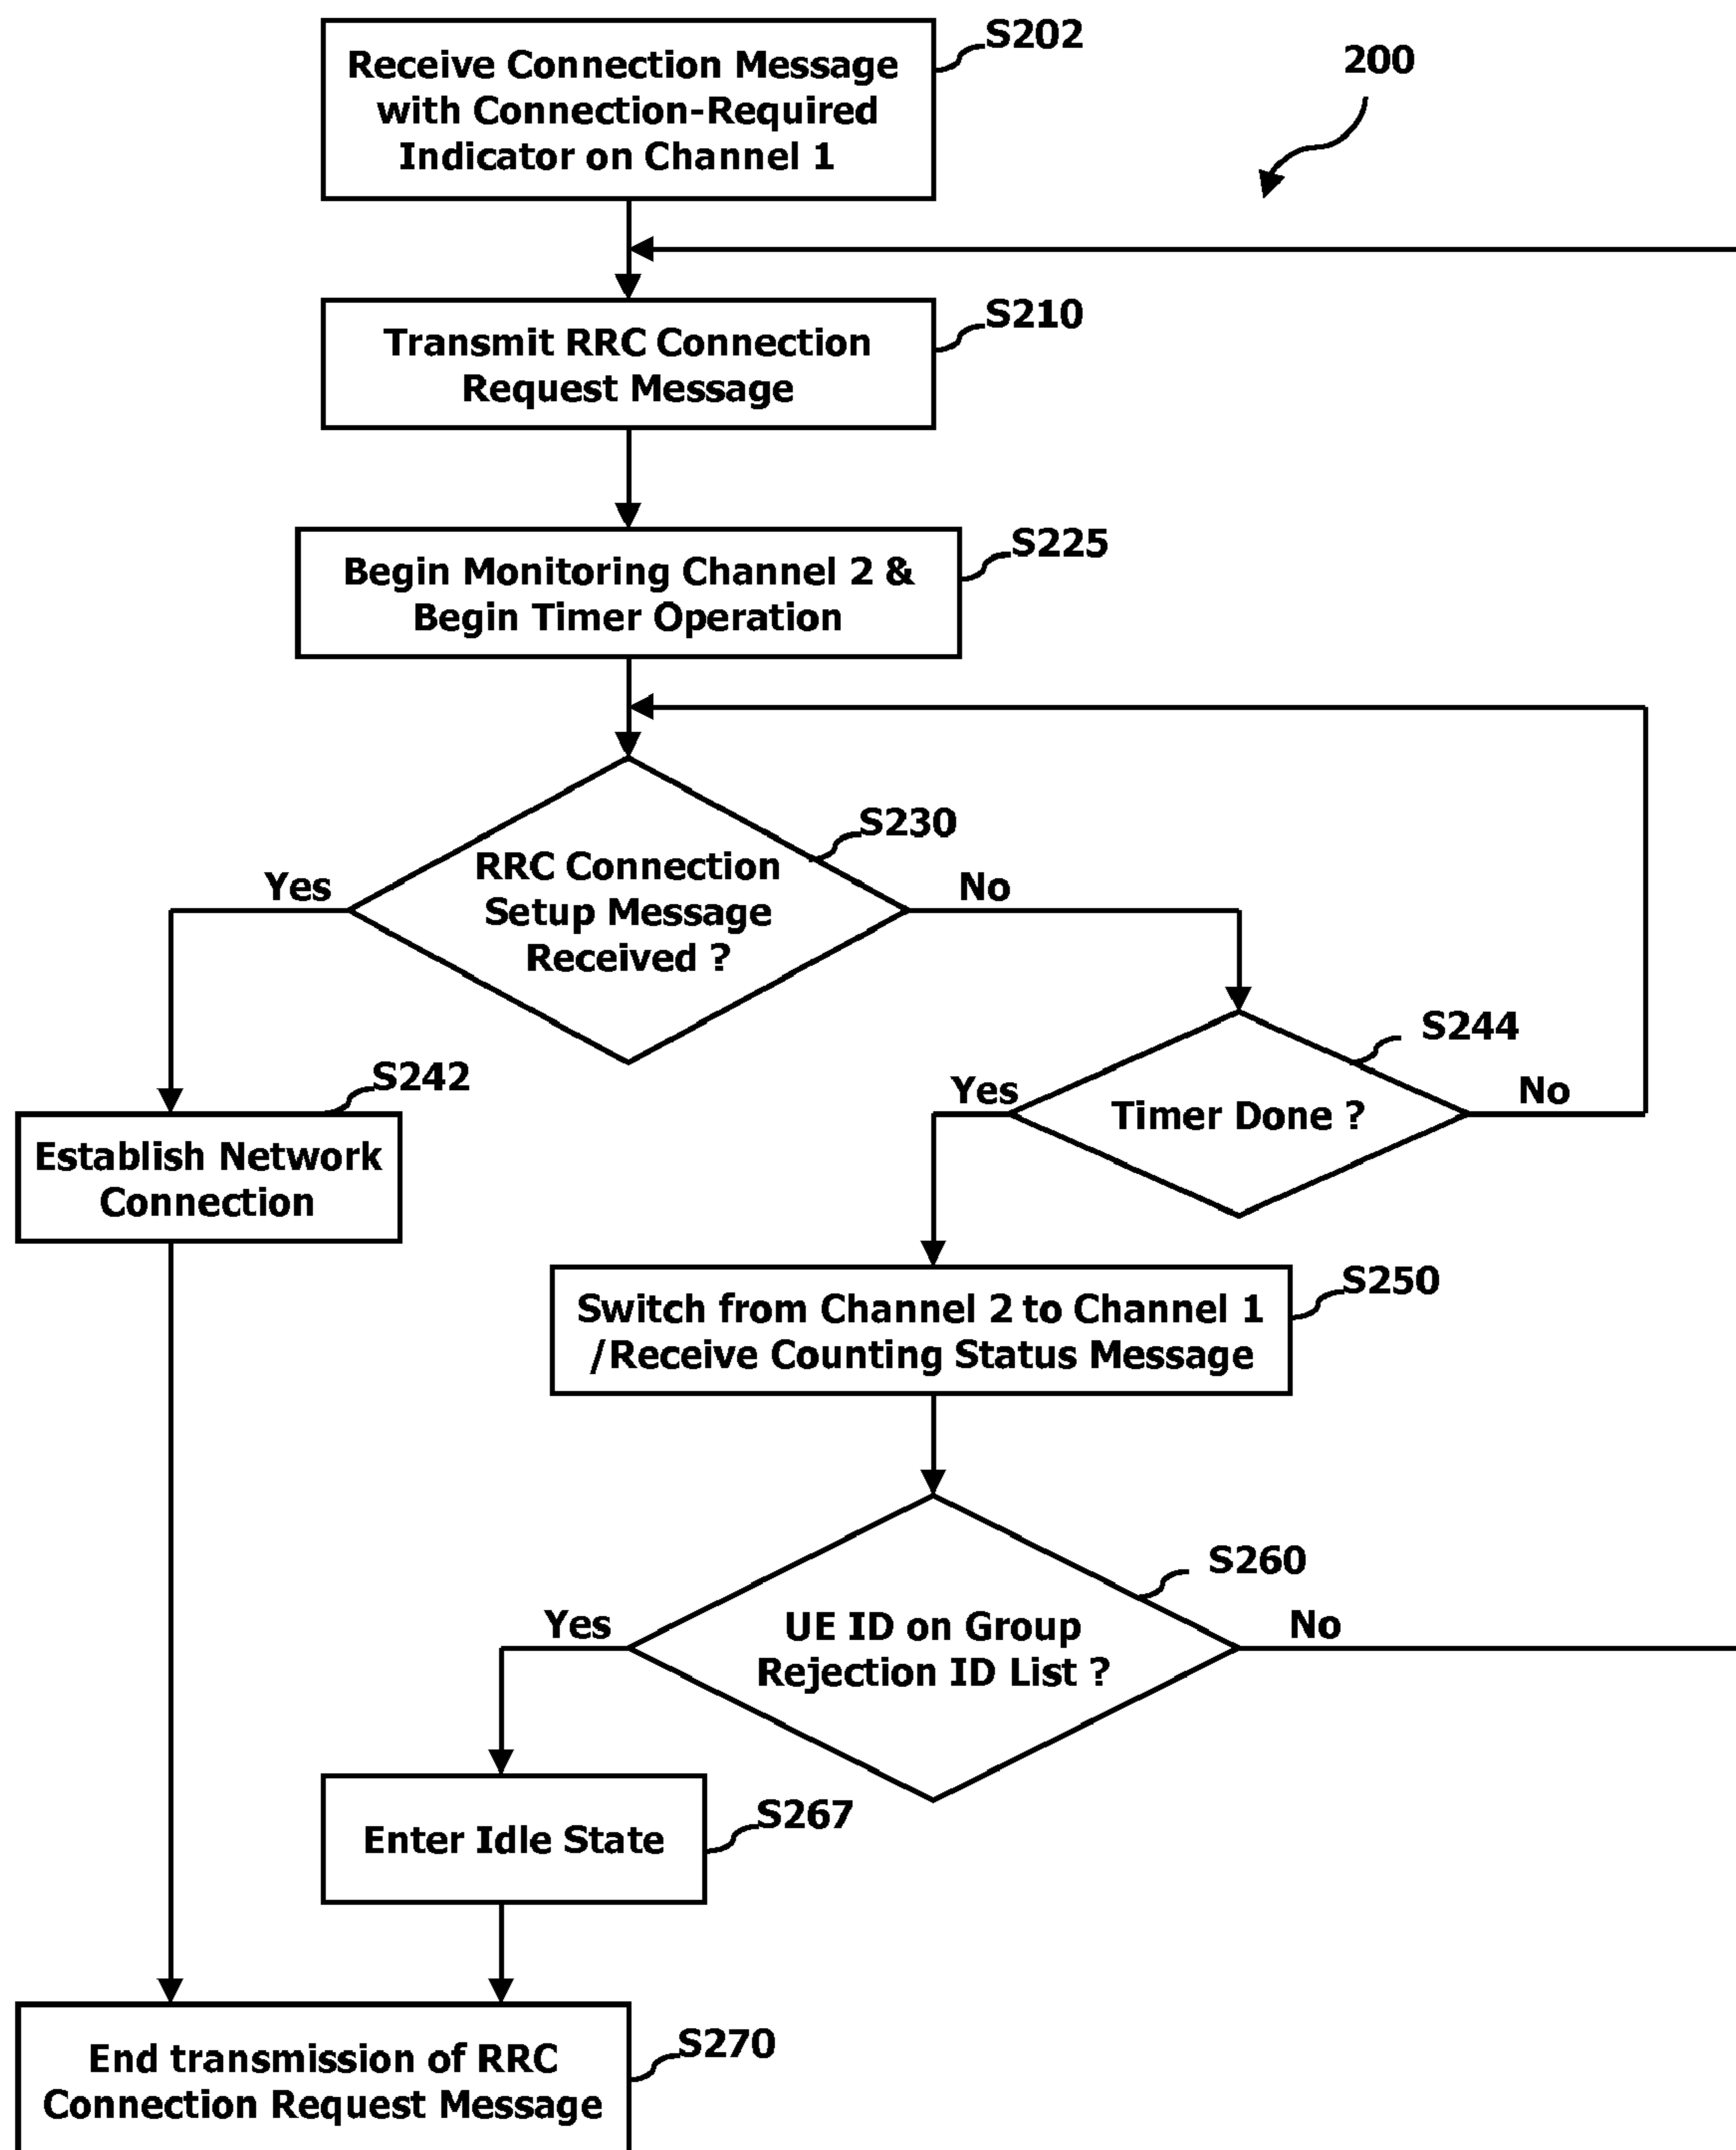 S202
Receive Connection Message
with Connection-Required
Indicator on Channel 1
200
S210
Transmit RRC Connection
Request Message
S225
Begin Monitoring Channel 2 &
Begin Timer Operation
S230
RRC Connection
Setup Message
Received ?
Yes
No
S244
Timer Done ?
Yes
No
S242
Establish Network
Connection
S250
Switch from Channel 2 to Channel 1
/Receive Counting Status Message
S260
UE ID on Group
Rejection ID List ?
Yes
No
S267
Enter Idle State
S270
End transmission of RRC
Connection Request Message